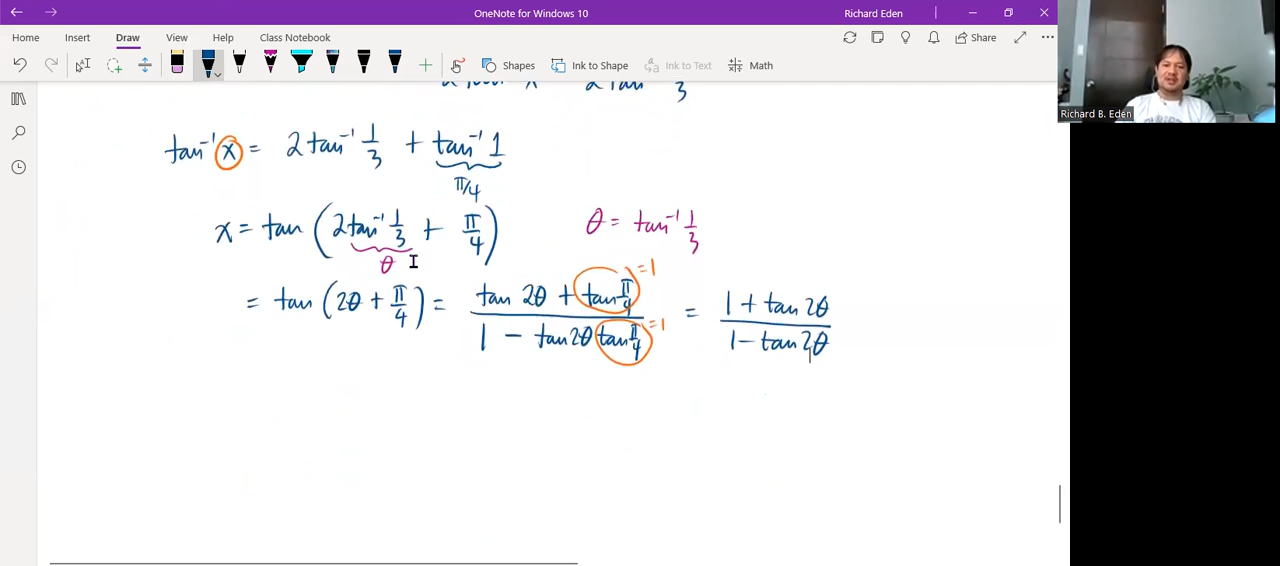 OneNote for Windows 10
Richard Eden
Home Insert Draw View Help Class Notebook
Share
Shapes Ink to Shape Ink to Text Math
Richard B. Eden
3
tan⁻¹ x = 2 tan⁻¹ 1/3 + tan⁻¹ 1
π/4
x = tan (2 tan⁻¹ 1/3 + π/4) θ = tan⁻¹ 1/3
θ
= tan (2θ + π/4) = (tan 2θ + tan π/4) / (1 − tan 2θ tan π/4) = (1 + tan 2θ) / (1 − tan 2θ)
=1
=1